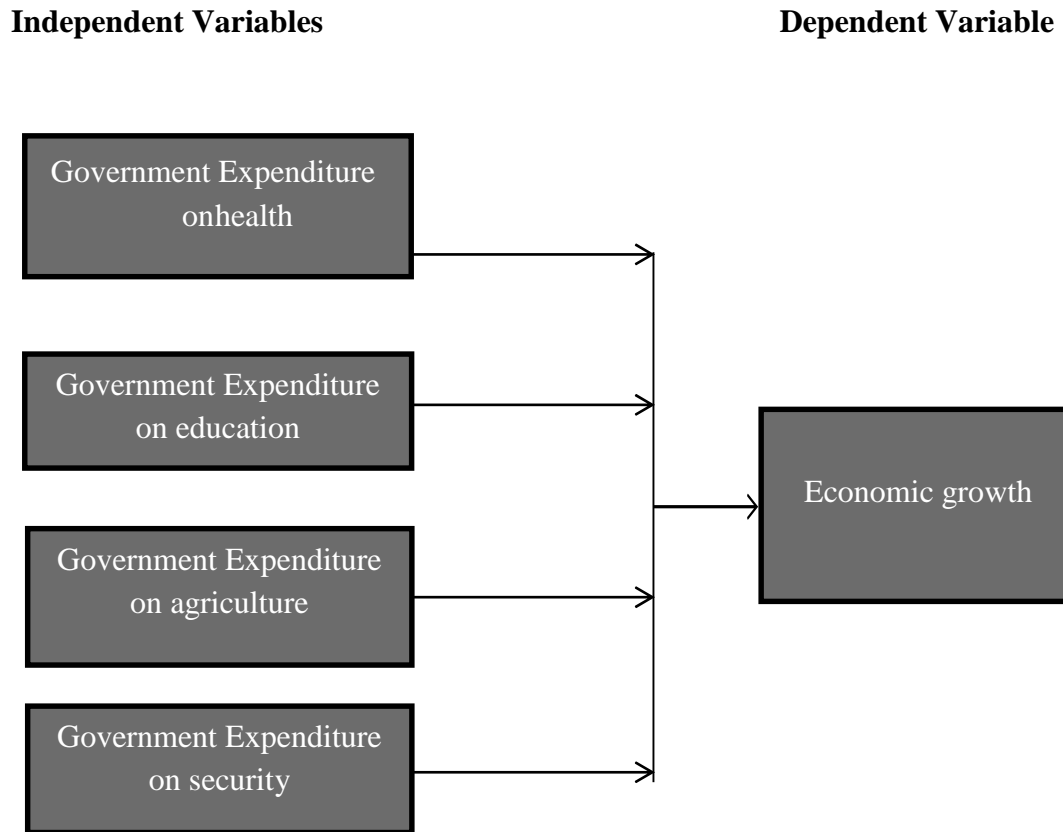 Independent Variables
Dependent Variable
Government Expenditure
onhealth
Government Expenditure
on education
Government Expenditure
on agriculture
Government Expenditure
on security
Economic growth